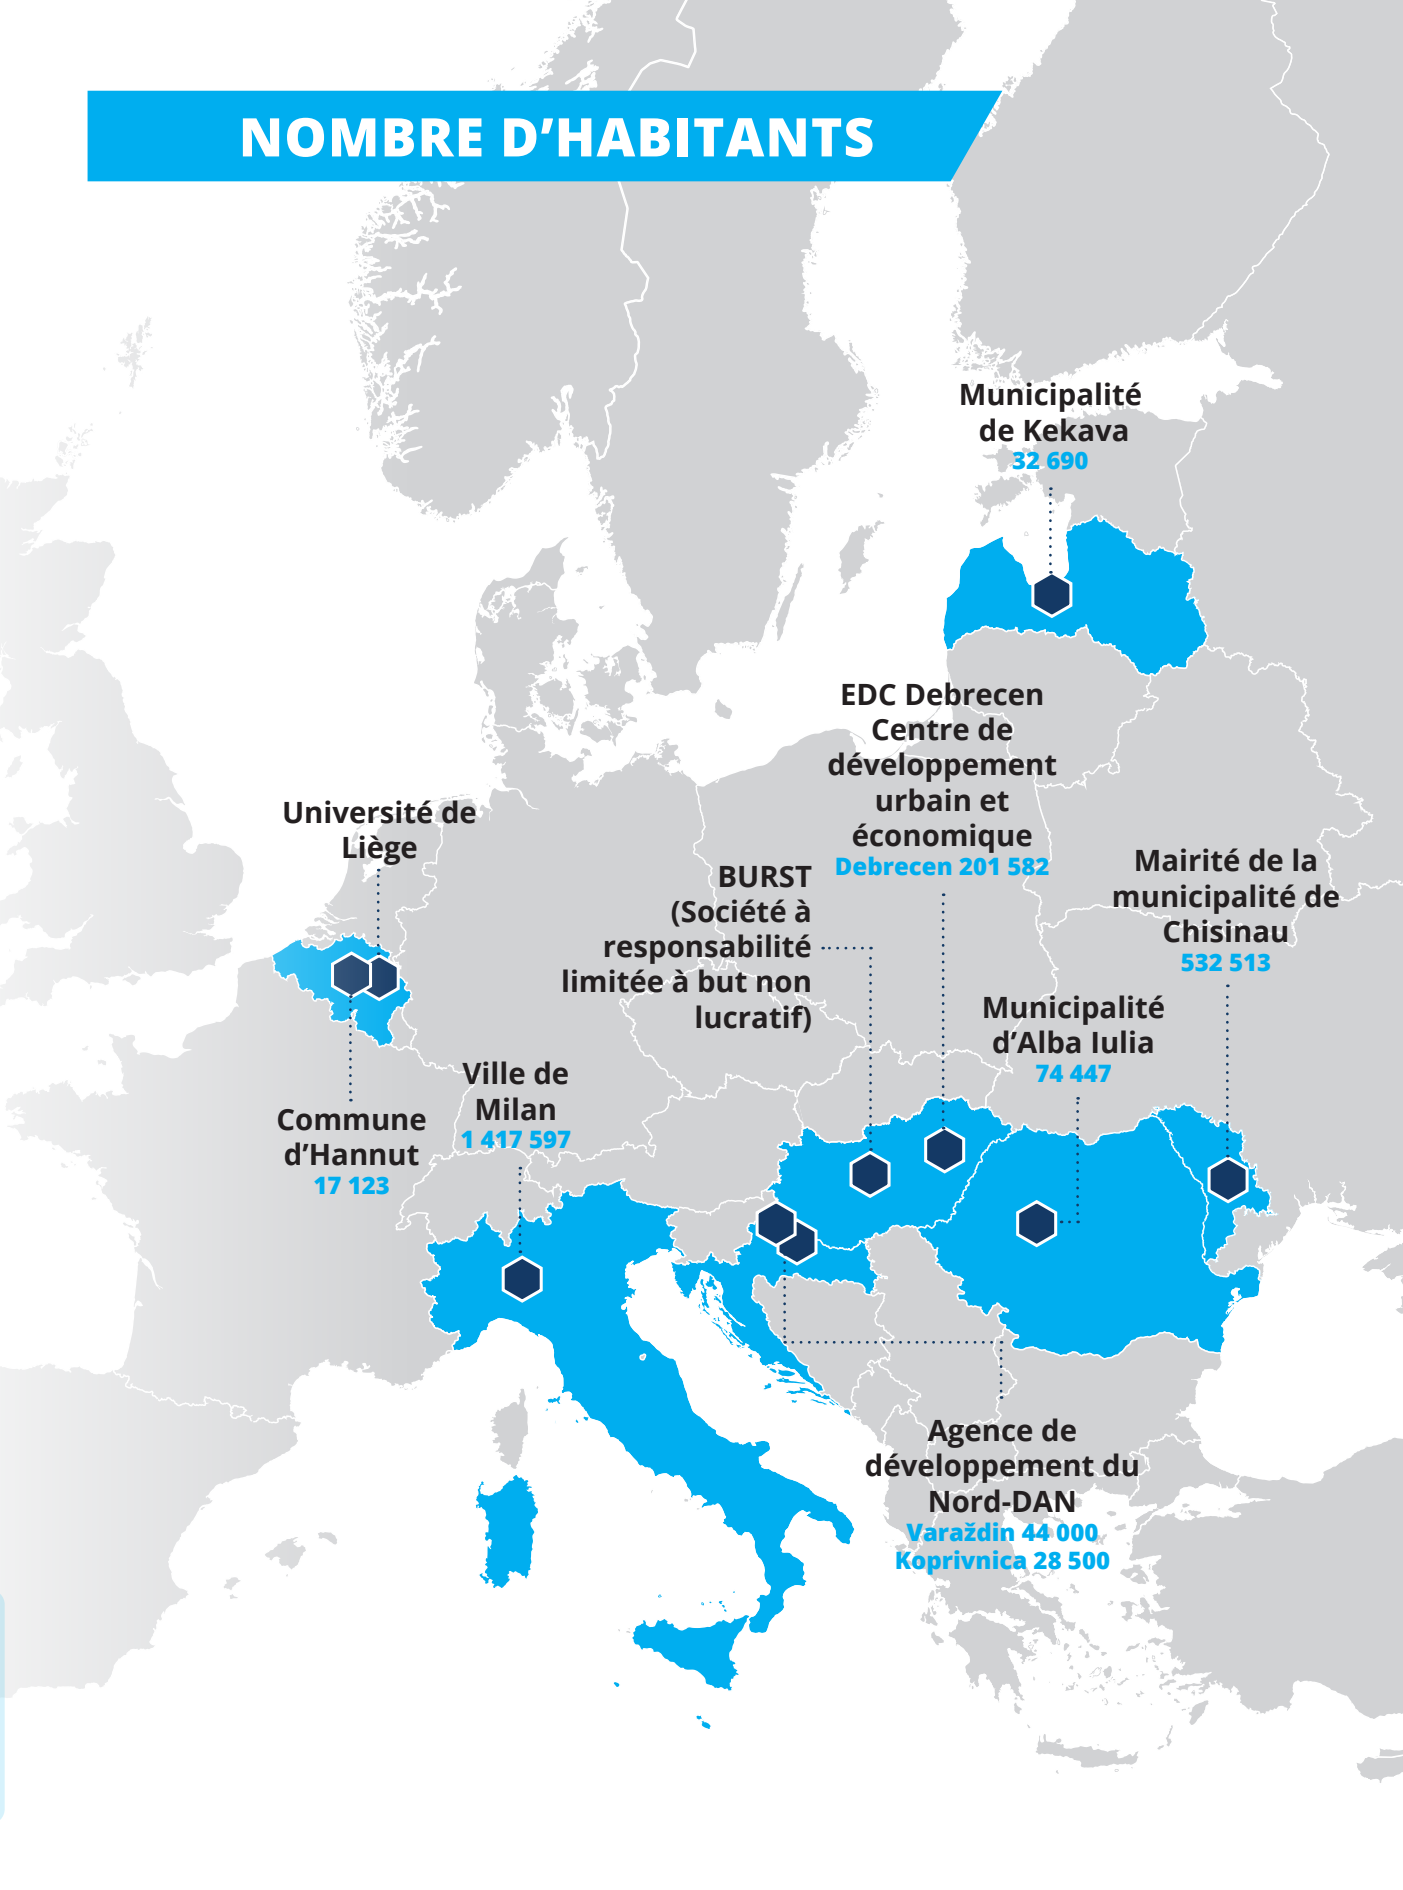 NOMBRE D’HABITANTS
Municipalité
de Kekava
32 690
EDC Debrecen
Centre de
développement
urbain et
économique
Debrecen 201 582
Université de
Liège
BURST
(Société à
responsabilité
limitée à but non
lucratif)
Mairité de la
municipalité de
Chisinau
532 513
Municipalité
d’Alba Iulia
74 447
Ville de
Milan
1 417 597
Commune
d’Hannut
17 123
Agence de
développement du
Nord-DAN
Varaždin 44 000
Koprivnica 28 500